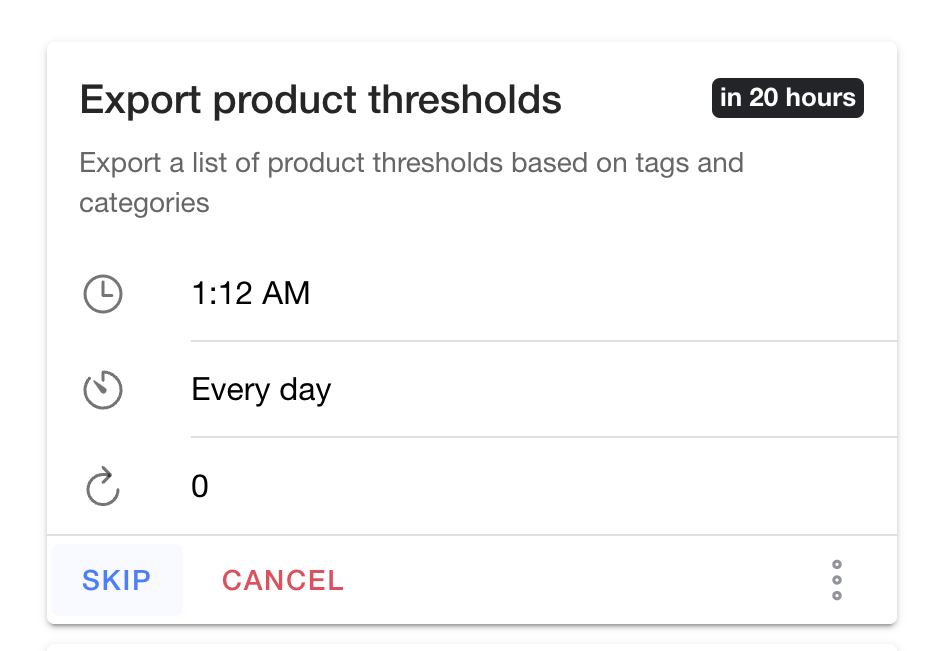 Export product thresholds
in 20 hours
Export a list of product thresholds based on tags and
categories
1:12 AM
Every day
0
SKIP CANCEL